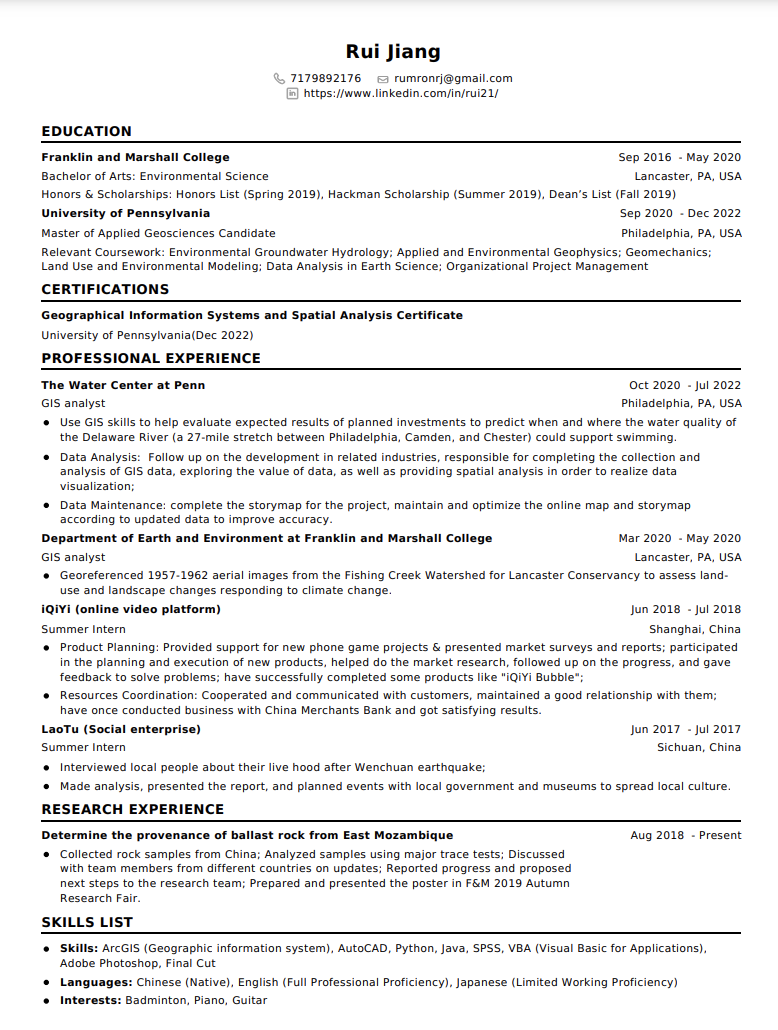 Rui Jiang
7179892176 rumronrj@gmail.com
https://www.linkedin.com/in/rui21/
EDUCATION
Franklin and Marshall College Sep 2016 - May 2020
Bachelor of Arts: Environmental Science Lancaster, PA, USA
Honors & Scholarships: Honors List (Spring 2019), Hackman Scholarship (Summer 2019), Dean’s List (Fall 2019)
University of Pennsylvania Sep 2020 - Dec 2022
Master of Applied Geosciences Candidate Philadelphia, PA, USA
Relevant Coursework: Environmental Groundwater Hydrology; Applied and Environmental Geophysics; Geomechanics;
Land Use and Environmental Modeling; Data Analysis in Earth Science; Organizational Project Management
CERTIFICATIONS
Geographical Information Systems and Spatial Analysis Certificate
University of Pennsylvania(Dec 2022)
PROFESSIONAL EXPERIENCE
The Water Center at Penn Oct 2020 - Jul 2022
GIS analyst Philadelphia, PA, USA
● Use GIS skills to help evaluate expected results of planned investments to predict when and where the water quality of
the Delaware River (a 27-mile stretch between Philadelphia, Camden, and Chester) could support swimming.
● Data Analysis: Follow up on the development in related industries, responsible for completing the collection and
analysis of GIS data, exploring the value of data, as well as providing spatial analysis in order to realize data
visualization;
● Data Maintenance: complete the storymap for the project, maintain and optimize the online map and storymap
according to updated data to improve accuracy.
Department of Earth and Environment at Franklin and Marshall College Mar 2020 - May 2020
GIS analyst Lancaster, PA, USA
● Georeferenced 1957-1962 aerial images from the Fishing Creek Watershed for Lancaster Conservancy to assess land-
use and landscape changes responding to climate change.
iQiYi (online video platform) Jun 2018 - Jul 2018
Summer Intern Shanghai, China
● Product Planning: Provided support for new phone game projects & presented market surveys and reports; participated
in the planning and execution of new products, helped do the market research, followed up on the progress, and gave
feedback to solve problems; have successfully completed some products like "iQiYi Bubble";
● Resources Coordination: Cooperated and communicated with customers, maintained a good relationship with them;
have once conducted business with China Merchants Bank and got satisfying results.
LaoTu (Social enterprise) Jun 2017 - Jul 2017
Summer Intern Sichuan, China
● Interviewed local people about their live hood after Wenchuan earthquake;
● Made analysis, presented the report, and planned events with local government and museums to spread local culture.
RESEARCH EXPERIENCE
Determine the provenance of ballast rock from East Mozambique Aug 2018 - Present
● Collected rock samples from China; Analyzed samples using major trace tests; Discussed
with team members from different countries on updates; Reported progress and proposed
next steps to the research team; Prepared and presented the poster in F&M 2019 Autumn
Research Fair.
SKILLS LIST
● Skills: ArcGIS (Geographic information system), AutoCAD, Python, Java, SPSS, VBA (Visual Basic for Applications),
Adobe Photoshop, Final Cut
● Languages: Chinese (Native), English (Full Professional Proficiency), Japanese (Limited Working Proficiency)
● Interests: Badminton, Piano, Guitar